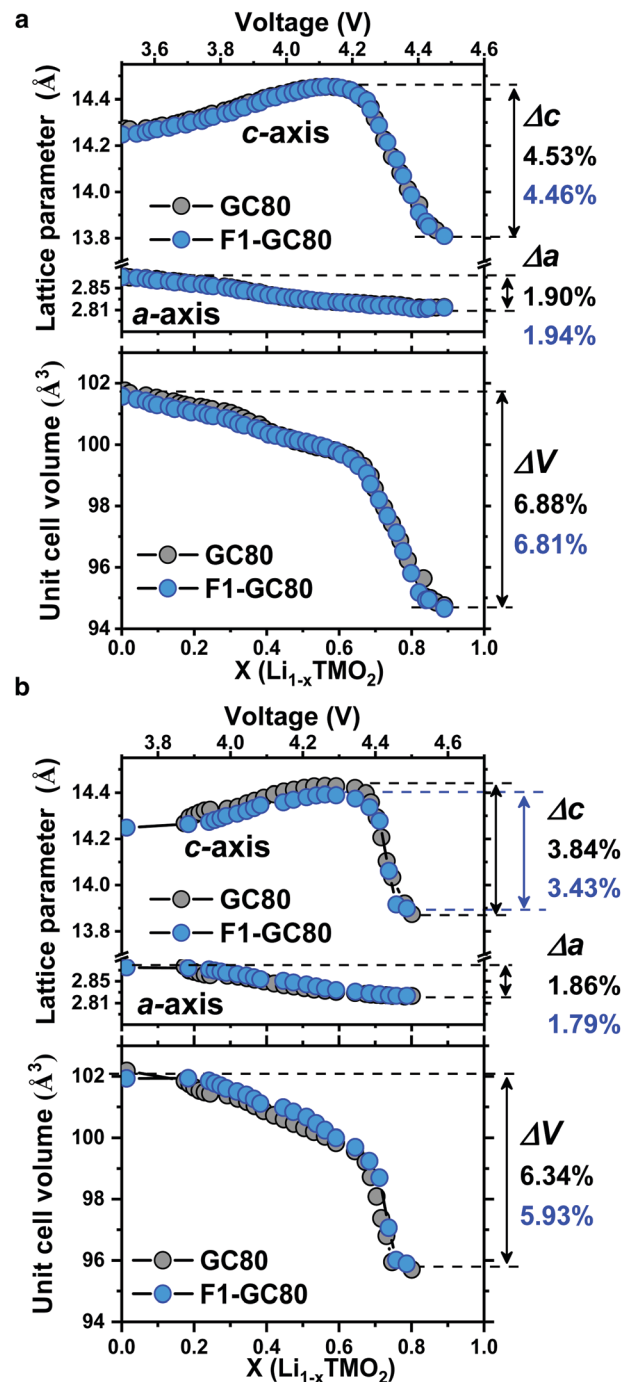 a
Voltage (V)
3.6 3.8 4.0 4.2 4.4 4.6
Lattice parameter (Å)
14.4
14.2
14.0
13.8
2.85
2.81
c-axis
GC80
F1-GC80
a-axis
Δc
4.53%
4.46%
Δa
1.90%
1.94%
Unit cell volume (Å³)
102
100
98
96
94
GC80
F1-GC80
ΔV
6.88%
6.81%
0.0 0.2 0.4 0.6 0.8 1.0
X (Li₁₋ₓTMO₂)
b
Voltage (V)
3.8 4.0 4.2 4.4 4.6
Lattice parameter (Å)
14.4
14.2
14.0
13.8
2.85
2.81
c-axis
GC80
F1-GC80
a-axis
Δc
3.84%
3.43%
Δa
1.86%
1.79%
Unit cell volume (Å³)
102
100
98
96
94
GC80
F1-GC80
ΔV
6.34%
5.93%
0.0 0.2 0.4 0.6 0.8 1.0
X (Li₁₋ₓTMO₂)